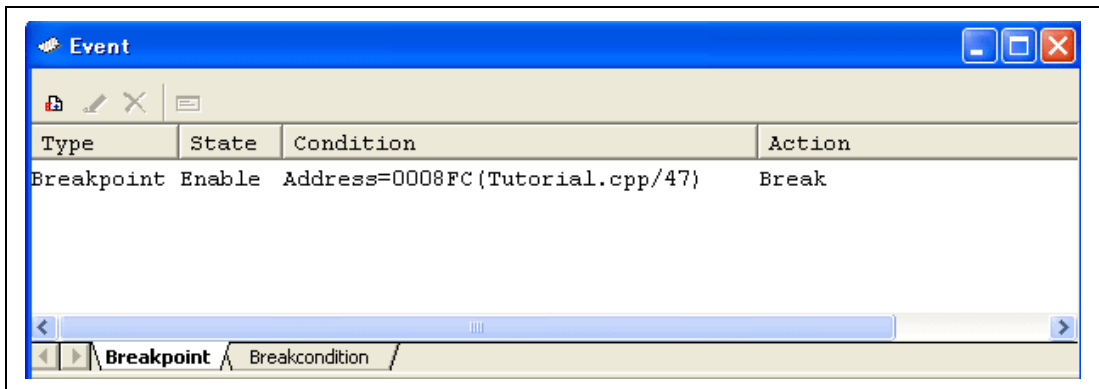 Event
Type State Condition Action
Breakpoint Enable Address=0008FC(Tutorial.cpp/47) Break
Breakpoint Breakcondition